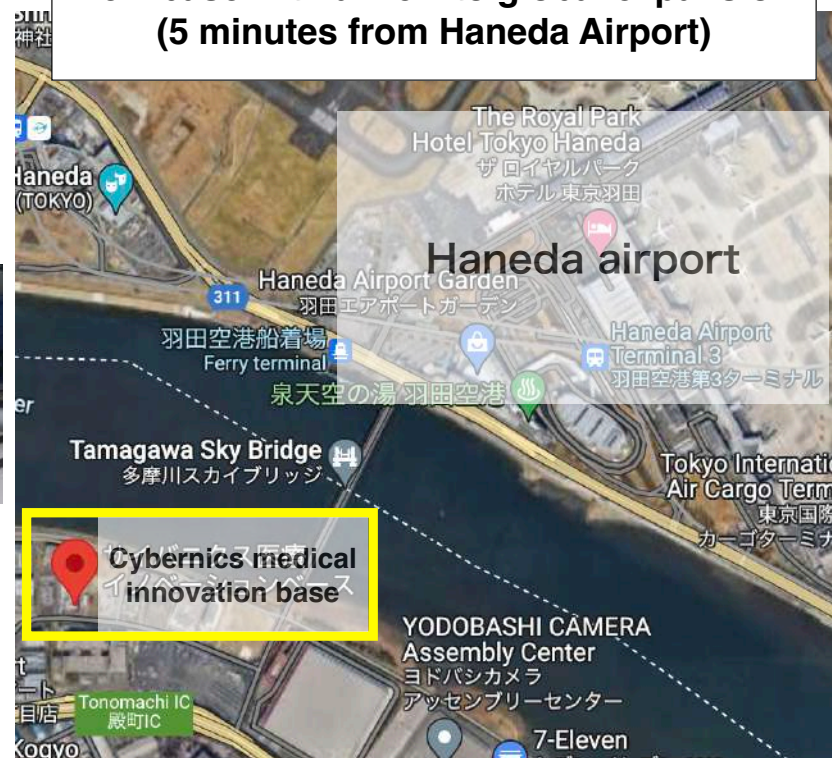 (5 minutes from Haneda Airport)
神社
The Royal Park
Hotel Tokyo Haneda
ザ ロイヤルパーク
ホテル 東京羽田
Haneda
(TOKYO)
Haneda airport
Haneda Airport Garden
羽田エアポートガーデン
311
羽田空港船着場
Ferry terminal
Haneda Airport
Terminal 3
羽田空港第3ターミナル
泉天空の湯 羽田空港
er
Tamagawa Sky Bridge
多摩川スカイブリッジ
Tokyo Internatio
Air Cargo Term
東京国際
カーゴターミナ
Cybernics medical
innovation base
YODOBASHI CAMERA
Assembly Center
ヨドバシカメラ
アッセンブリーセンター
Tonomachi IC
殿町IC
7-Eleven
Kogyo